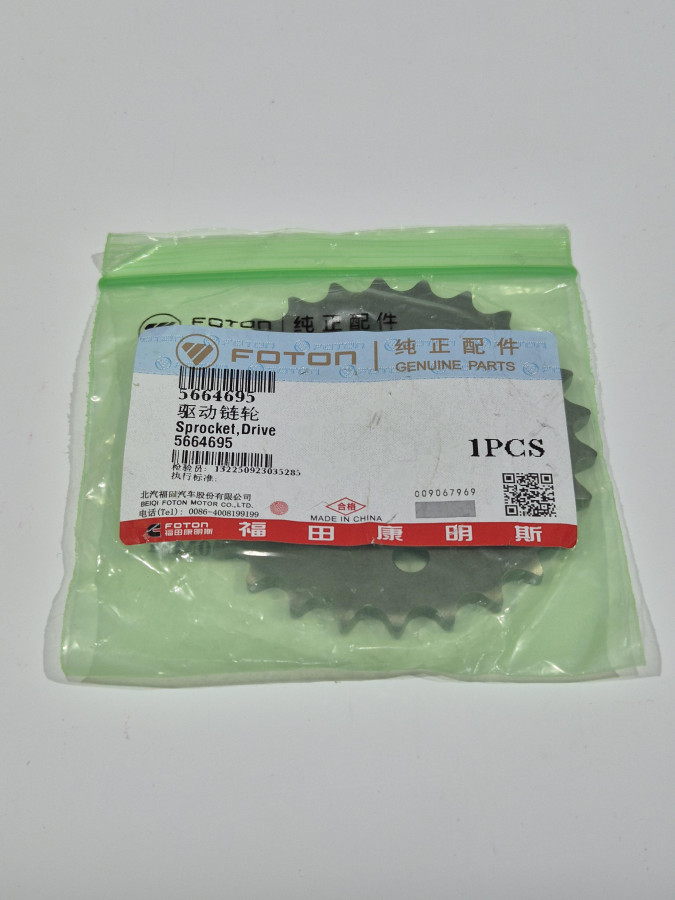 FOTON 纯正配件
FOTON 纯正配件
GENUINE PARTS
5664695
驱动链轮
Sprocket,Drive
5664695
1PCS
检验员: 132250923035285
执行标准:
北汽福田汽车股份有限公司
BEIQI FOTON MOTOR CO.,LTD.
电话(Tel): 0086-4008199199
合格
MADE IN CHINA
009067969
FOTON
福田康明斯
福田康明斯